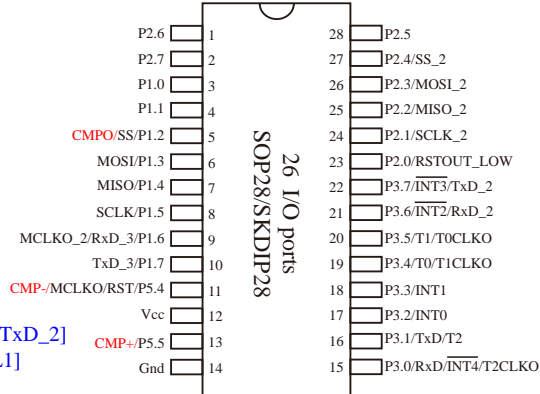 P2.6 1 28 P2.5
P2.7 2 27 P2.4/SS_2
P1.0 3 26 P2.3/MOSI_2
P1.1 4 25 P2.2/MISO_2
CMPO/SS/P1.2 5 24 P2.1/SCLK_2
MOSI/P1.3 6 23 P2.0/RSTOUT_LOW
MISO/P1.4 7 22 P3.7/INT3/TxD_2
SCLK/P1.5 8 21 P3.6/INT2/RxD_2
MCLKO_2/RxD_3/P1.6 9 20 P3.5/T1/T0CLKO
TxD_3/P1.7 10 19 P3.4/T0/T1CLKO
CMP-/MCLKO/RST/P5.4 11 18 P3.3/INT1
Vcc 12 17 P3.2/INT0
TxD_2]
CMP+/P5.5 13 16 P3.1/TxD/T2
1]
Gnd 14 15 P3.0/RxD/INT4/T2CLKO
26 I/O ports
SOP28/SKDIP28